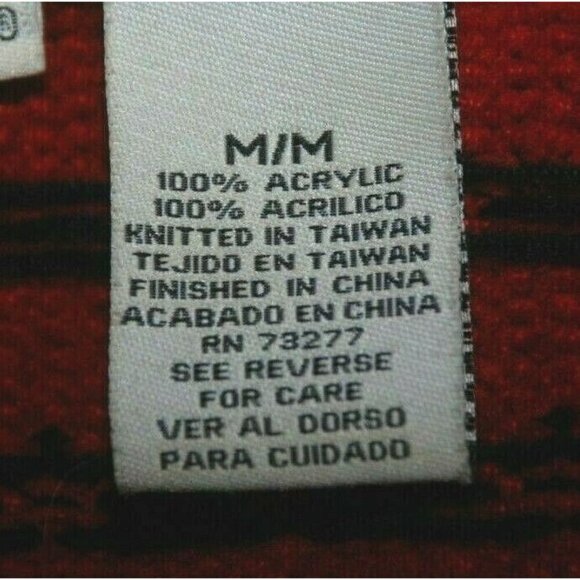 ®
M/M
100% ACRYLIC
100% ACRILICO
KNITTED IN TAIWAN
TEJIDO EN TAIWAN
FINISHED IN CHINA
ACABADO EN CHINA
RN 73277
SEE REVERSE
FOR CARE
VER AL DORSO
PARA CUIDADO